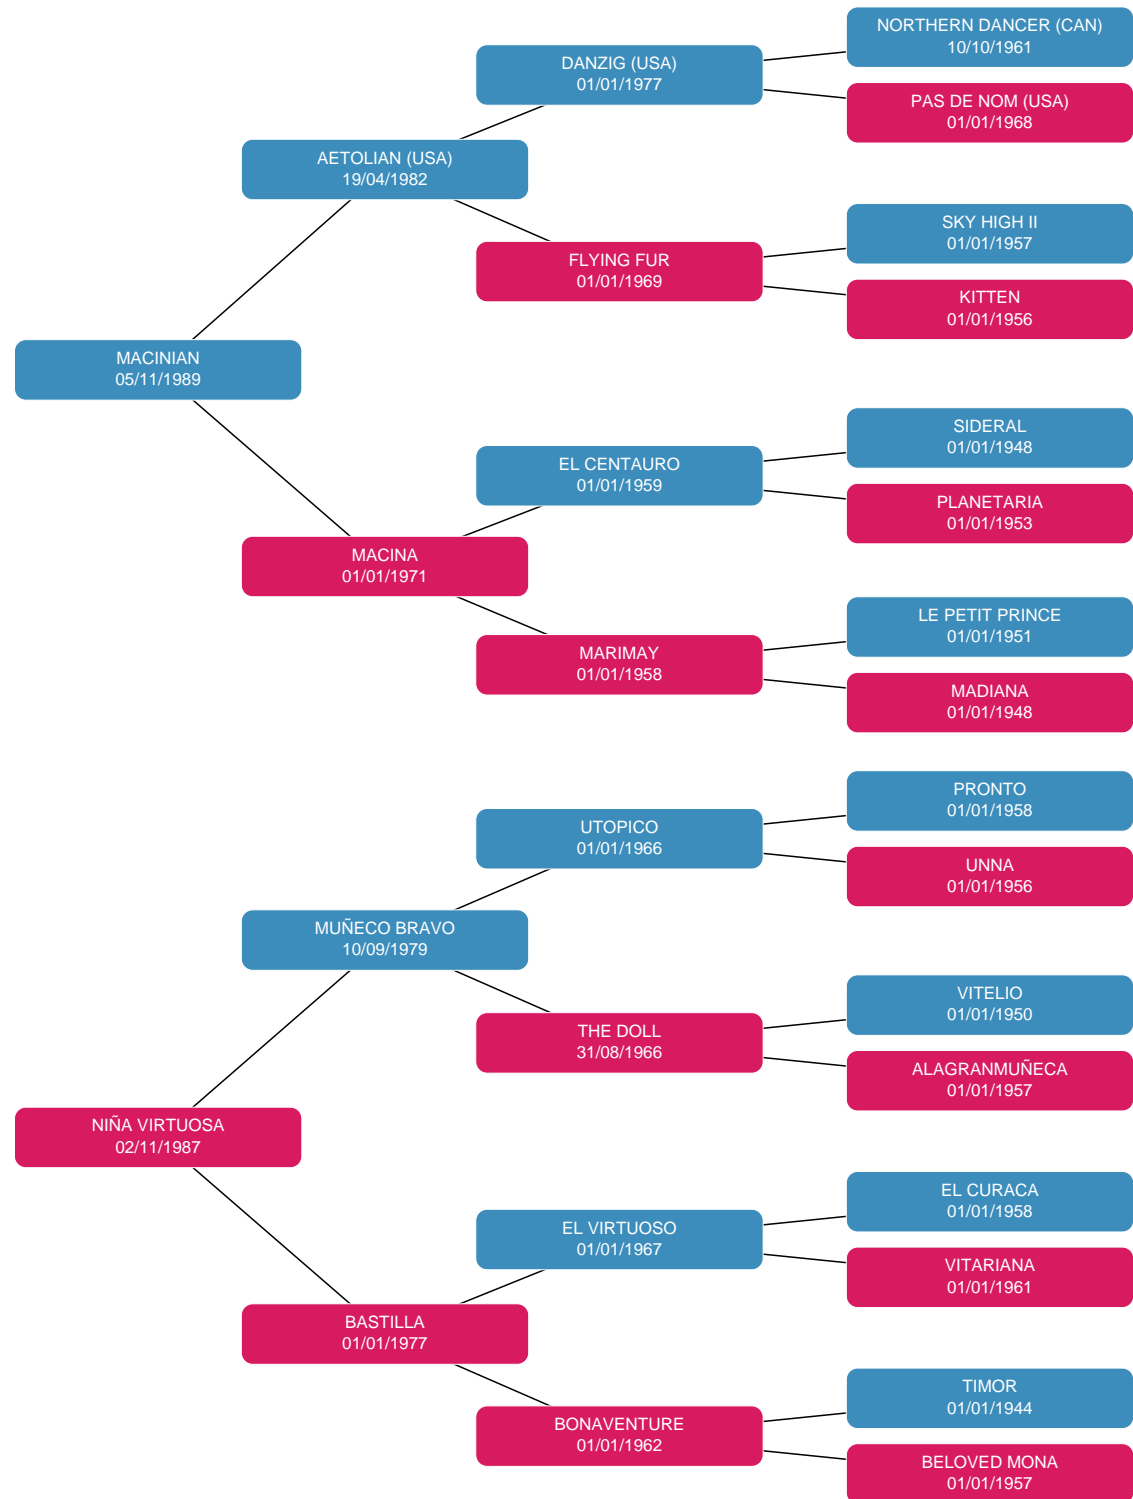 NORTHERN DANCER (CAN)
10/10/1961
DANZIG (USA)
01/01/1977
PAS DE NOM (USA)
01/01/1968
AETOLIAN (USA)
19/04/1982
SKY HIGH II
01/01/1957
FLYING FUR
01/01/1969
KITTEN
01/01/1956
MACINIAN
05/11/1989
SIDERAL
01/01/1948
EL CENTAURO
01/01/1959
PLANETARIA
01/01/1953
MACINA
01/01/1971
LE PETIT PRINCE
01/01/1951
MARIMAY
01/01/1958
MADIANA
01/01/1948
PRONTO
01/01/1958
UTOPICO
01/01/1966
UNNA
01/01/1956
MUÑECO BRAVO
10/09/1979
VITELIO
01/01/1950
THE DOLL
31/08/1966
ALAGRANMUÑECA
01/01/1957
NIÑA VIRTUOSA
02/11/1987
EL CURACA
01/01/1958
EL VIRTUOSO
01/01/1967
VITARIANA
01/01/1961
BASTILLA
01/01/1977
TIMOR
01/01/1944
BONAVENTURE
01/01/1962
BELOVED MONA
01/01/1957